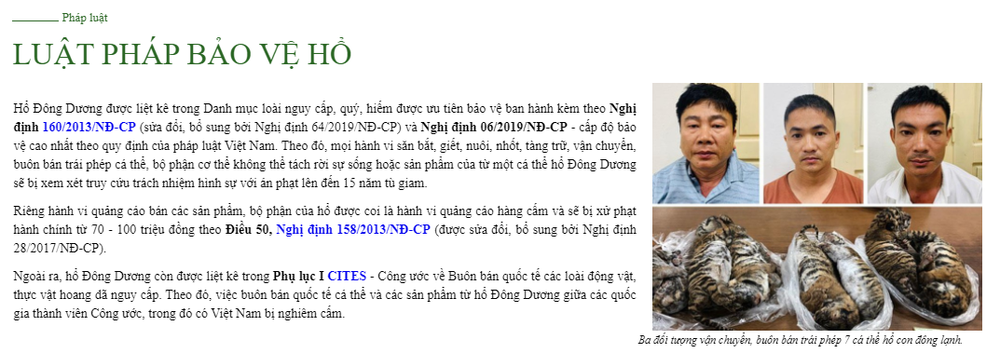 Pháp luật
LUẬT PHÁP BẢO VỆ HỔ
Hổ Đông Dương được liệt kê trong Danh mục loài nguy cấp, quý, hiếm được ưu tiên bảo vệ ban hành kèm theo Nghị
định 160/2013/NĐ-CP (sửa đổi, bổ sung bởi Nghị định 64/2019/NĐ-CP) và Nghị định 06/2019/NĐ-CP - cấp độ bảo
vệ cao nhất theo quy định của pháp luật Việt Nam. Theo đó, mọi hành vi săn bắt, giết, nuôi, nhốt, tàng trữ, vận chuyển,
buôn bán trái phép cá thể, bộ phận cơ thể không thể tách rời sự sống hoặc sản phẩm của từ một cá thể hổ Đông Dương
sẽ bị xem xét truy cứu trách nhiệm hình sự với án phạt lên đến 15 năm tù giam.
Riêng hành vi quảng cáo bán các sản phẩm, bộ phận của hổ được coi là hành vi quảng cáo hàng cấm và sẽ bị xử phạt
hành chính từ 70 - 100 triệu đồng theo Điều 50, Nghị định 158/2013/NĐ-CP (được sửa đổi, bổ sung bởi Nghị định
28/2017/NĐ-CP).
Ngoài ra, hổ Đông Dương còn được liệt kê trong Phụ lục I CITES - Công ước về Buôn bán quốc tế các loài động vật,
thực vật hoang dã nguy cấp. Theo đó, việc buôn bán quốc tế cá thể và các sản phẩm từ hổ Đông Dương giữa các quốc
gia thành viên Công ước, trong đó có Việt Nam bị nghiêm cấm.
Ba đối tượng vận chuyển, buôn bán trái phép 7 cá thể hổ con đông lạnh.